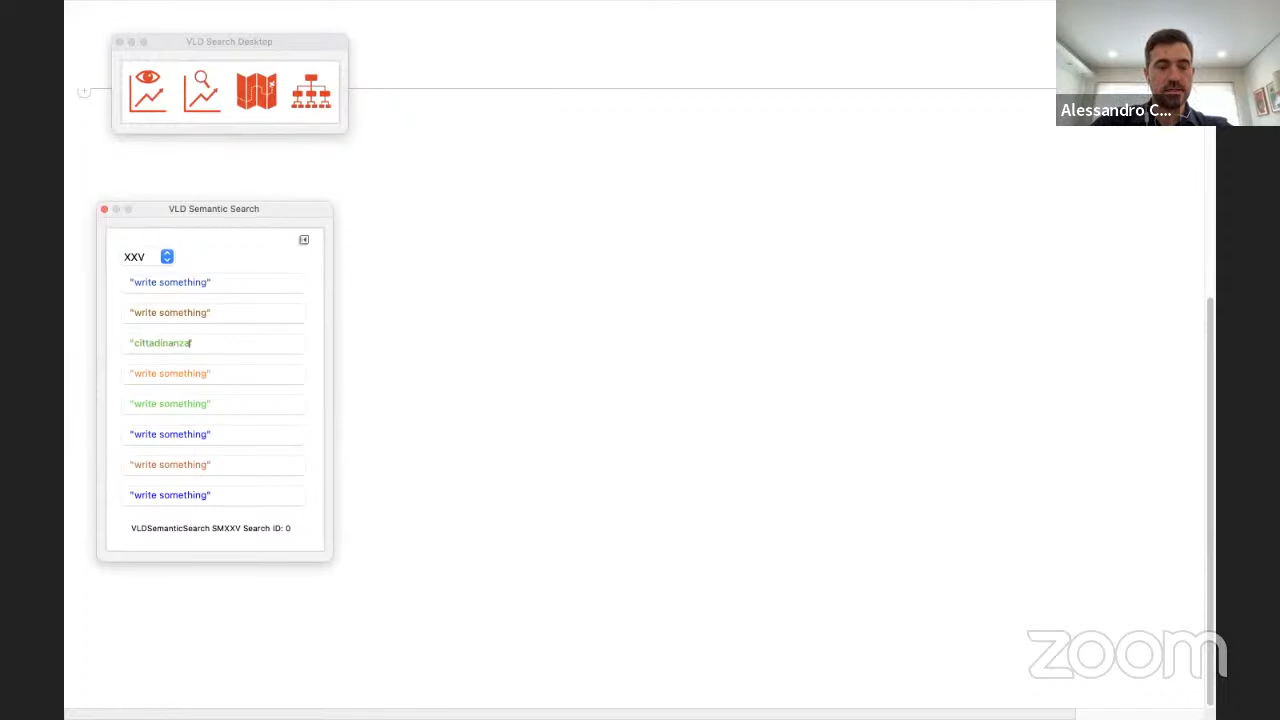 VLD Search Desktop
Alessandro C...
VLD Semantic Search
XXV
"write something"
"write something"
"cittadinanza"
"write something"
"write something"
"write something"
"write something"
"write something"
VLDSemanticSearch SMXXV Search ID: 0
zoom